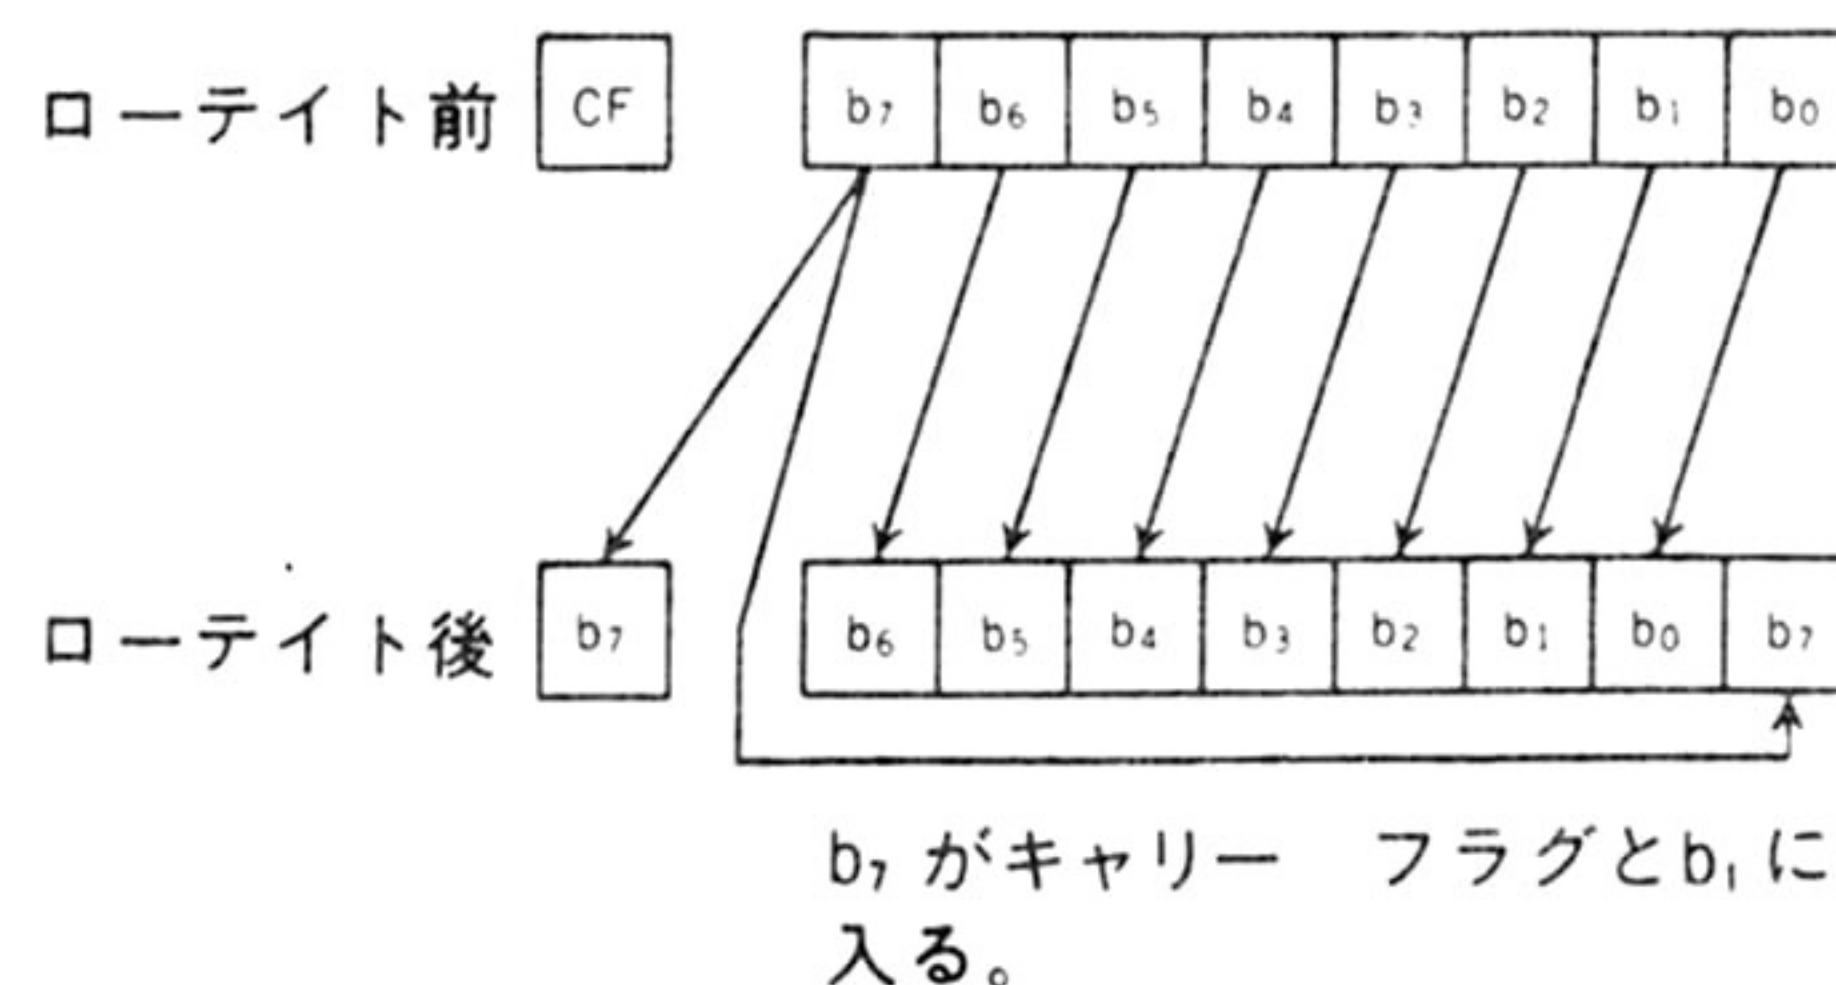 ローテイト前 CF b₇ b₆ b₅ b₄ b₃ b₂ b₁ b₀
ローテイト後 b₇ b₆ b₅ b₄ b₃ b₂ b₁ b₀ b₇
b₇がキャリー フラグとb₁に
入る。